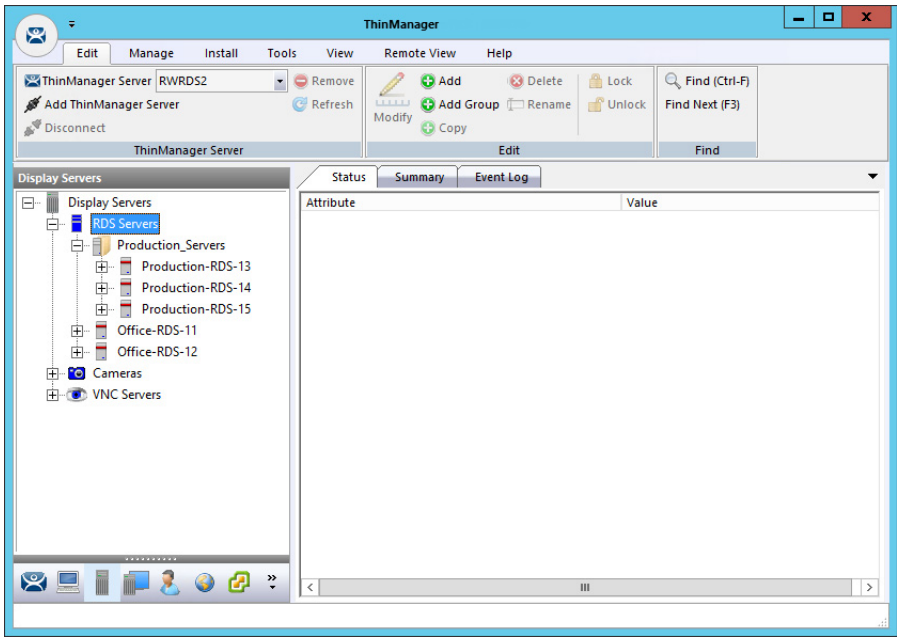 ThinManager
Edit Manage Install Tools View Remote View Help
ThinManager Server RWRDS2 Remove Add Delete Lock Find (Ctrl-F)
Add ThinManager Server Refresh Modify Add Group Rename Unlock Find Next (F3)
Disconnect Copy
ThinManager Server Edit Find
Display Servers Status Summary Event Log
Display Servers Attribute Value
RDS Servers
Production_Servers
Production-RDS-13
Production-RDS-14
Production-RDS-15
Office-RDS-11
Office-RDS-12
Cameras
VNC Servers